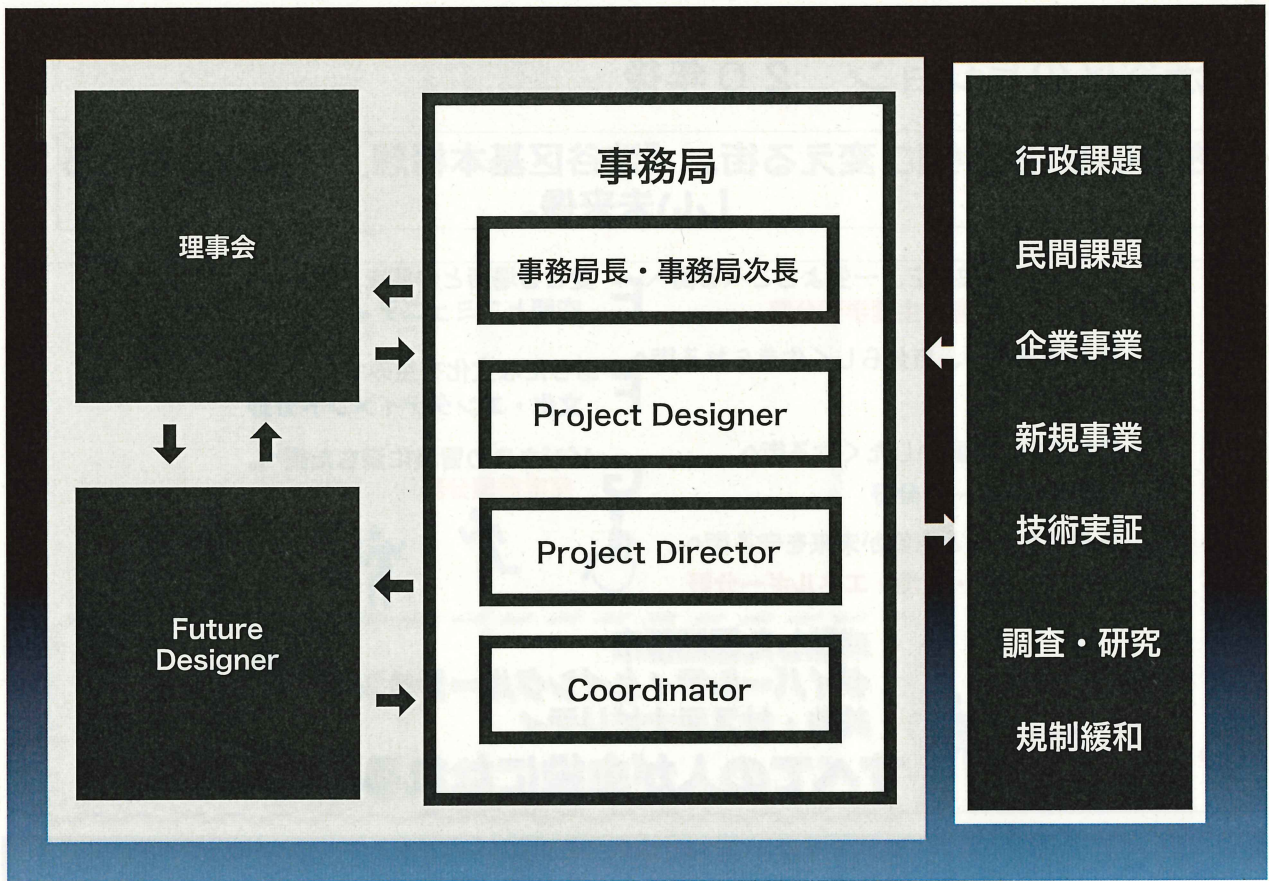 理事会
Future
Designer
事務局
事務局長・事務局次長
Project Designer
Project Director
Coordinator
行政課題
民間課題
企業事業
新規事業
技術実証
調査・研究
規制緩和